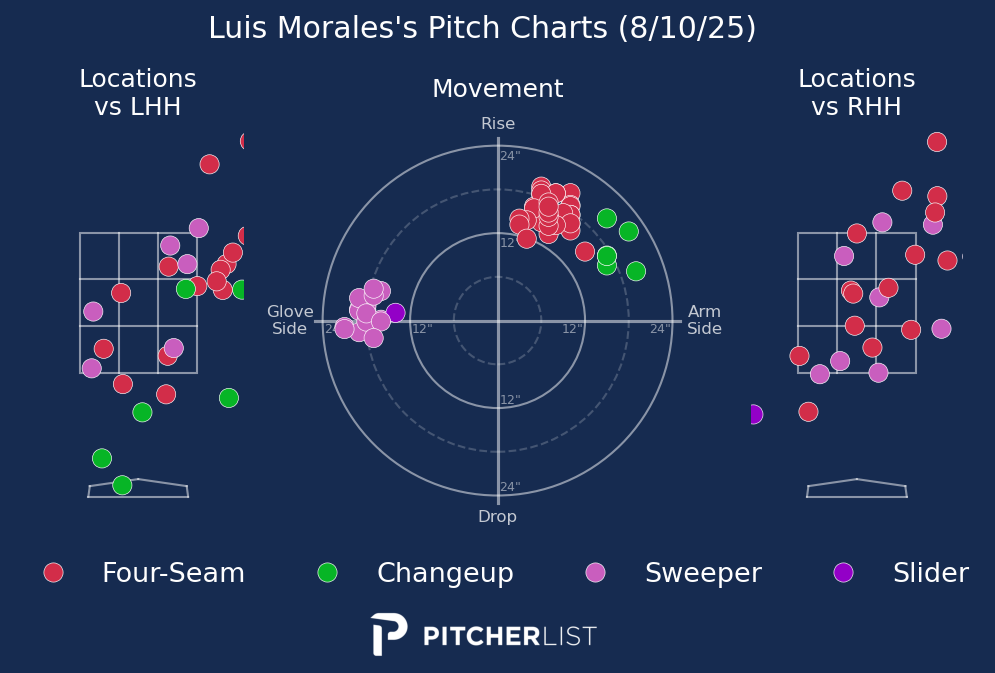 Luis Morales's Pitch Charts (8/10/25)
Locations
vs LHH
Movement
Locations
vs RHH
Rise
24"
12"
Glove
Side
24"
12"
12"
24"
Arm
Side
12"
24"
Drop
Four-Seam
Changeup
Sweeper
Slider
PITCHERLIST